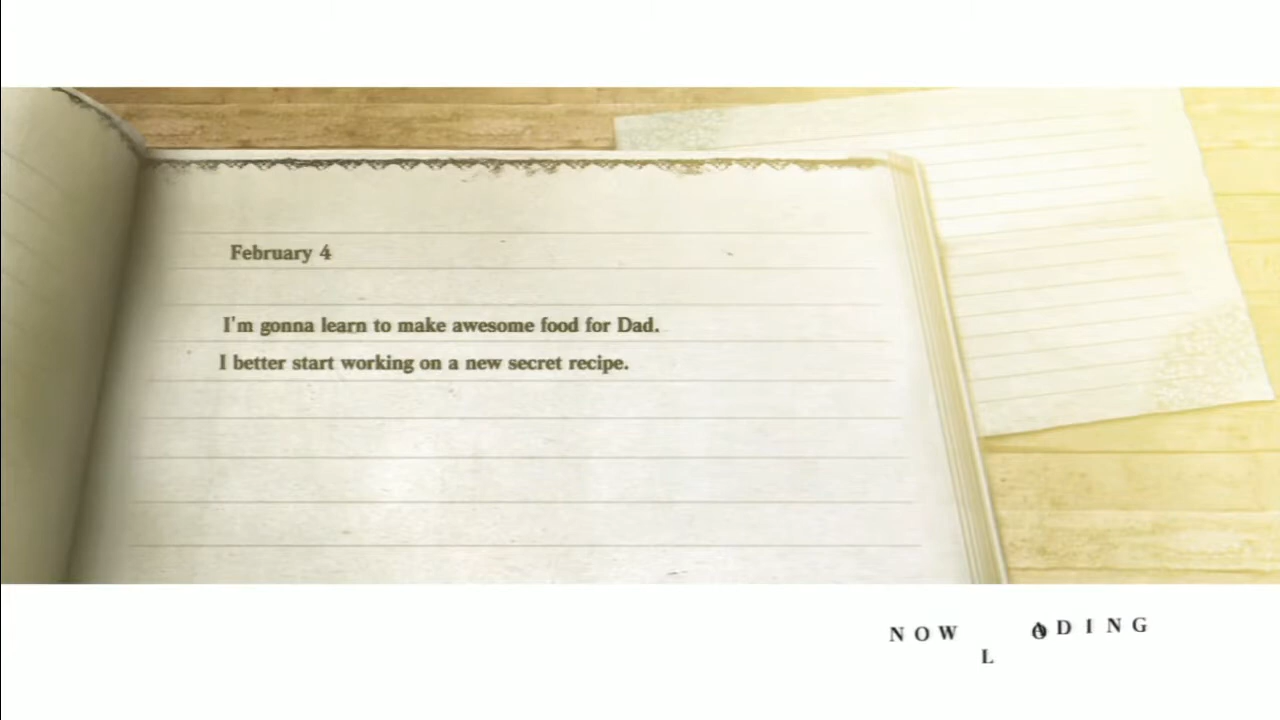 February 4
I'm gonna learn to make awesome food for Dad.
I better start working on a new secret recipe.
NOW LOADING